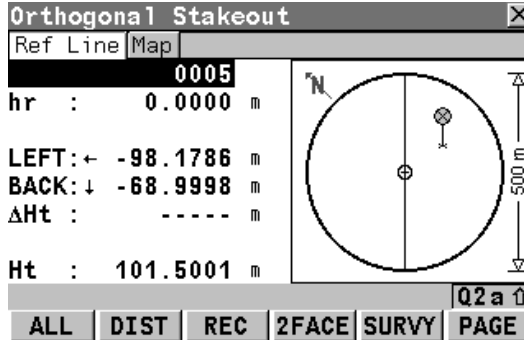 Orthogonal Stakeout X
Ref Line Map
0005
hr : 0.0000 m
LEFT:← -98.1786 m
BACK:↓ -68.9998 m
ΔHt : ----- m
Ht : 101.5001 m
N
500 m
Q2a⇧
ALL DIST REC 2FACE SURVY PAGE